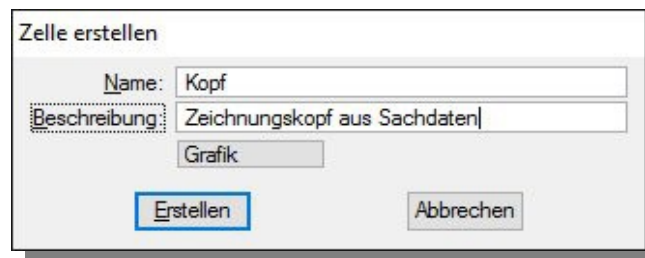 Zelle erstellen
Name: Kopf
Beschreibung: Zeichnungskopf aus Sachdaten
Grafik
Erstellen Abbrechen